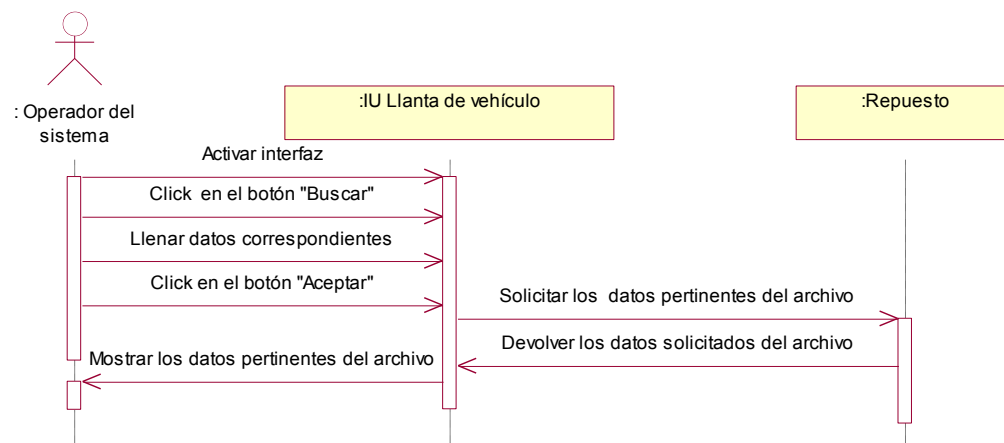 : Operador del
sistema
:IU Llanta de vehículo
:Repuesto
Activar interfaz
Click en el botón "Buscar"
Llenar datos correspondientes
Click en el botón "Aceptar"
Solicitar los datos pertinentes del archivo
Devolver los datos solicitados del archivo
Mostrar los datos pertinentes del archivo